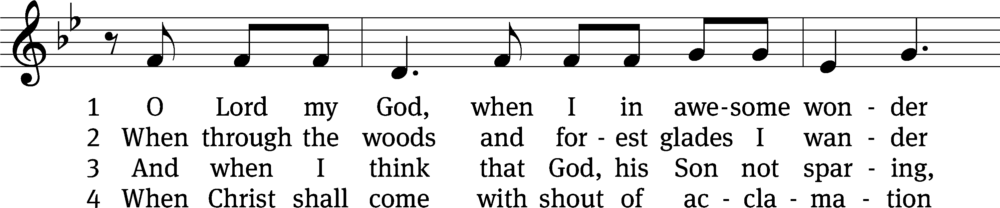 1 O Lord my God, when I in awe-some won - der
2 When through the woods and for - est glades I wan - der
3 And when I think that God, his Son not spar - ing,
4 When Christ shall come with shout of ac - cla - ma - tion